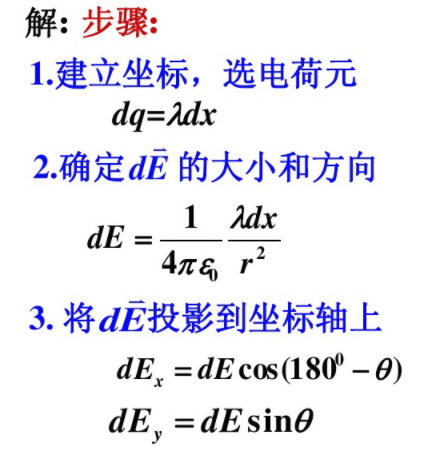 解：步骤：
1.建立坐标，选电荷元
dq=λdx
2.确定dE⃗ 的大小和方向
dE = 1/4πε₀ λdx/r²
3. 将dE⃗投影到坐标轴上
dEₓ = dE cos(180⁰ − θ)
dE_y = dE sinθ